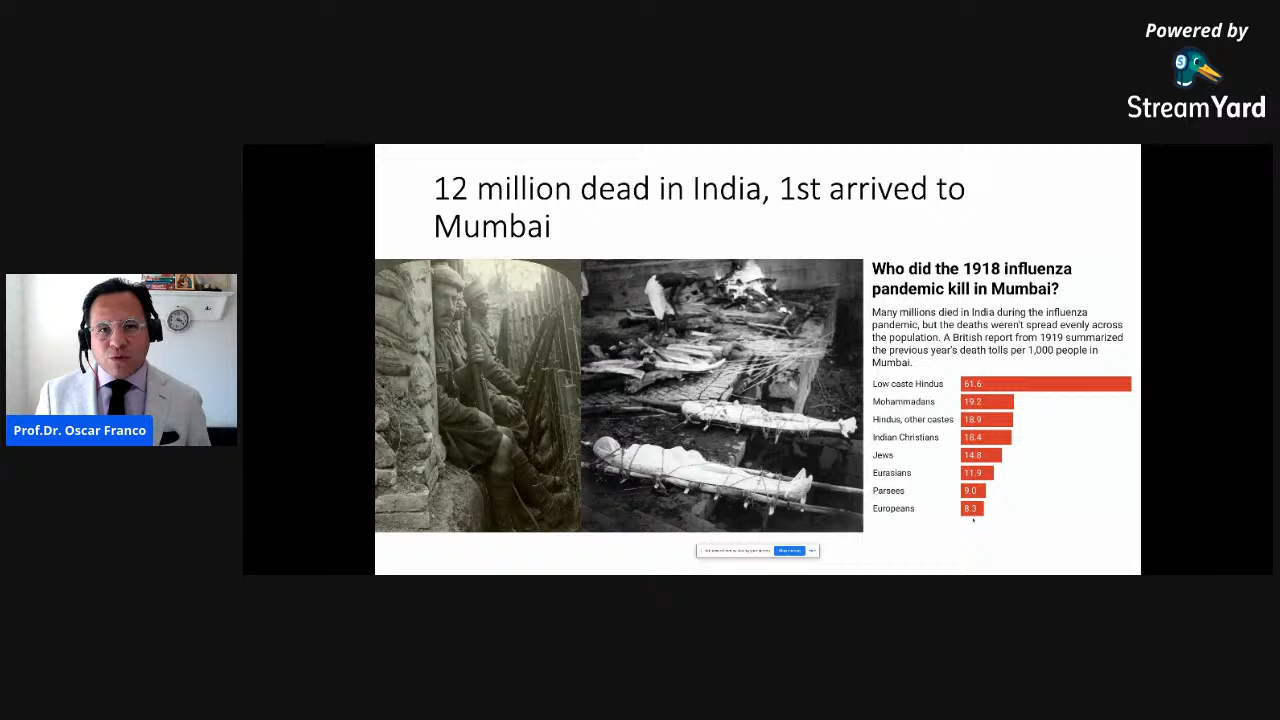 Powered by
StreamYard
12 million dead in India, 1st arrived to
Mumbai
Who did the 1918 influenza
pandemic kill in Mumbai?
Many millions died in India during the influenza
pandemic, but the deaths weren't spread evenly across
the population. A British report from 1919 summarized
the previous year's death tolls per 1,000 people in
Mumbai.
Low caste Hindus 61.6
Mohammadans 19.2
Hindus, other castes 18.9
Indian Christians 18.4
Jews 14.8
Eurasians 11.9
Parsees 9.0
Europeans 8.3
Prof.Dr. Oscar Franco